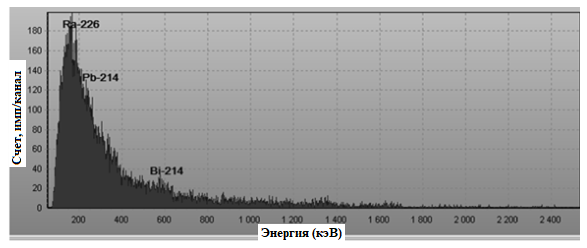 Счет, имп/канал
180
160
140
120
100
80
60
40
20
0
Ra-226
Pb-214
Bi-214
200 400 600 800 1 000 1 200 1 400 1 600 1 800 2 000 2 200 2 400
Энергия (кэВ)